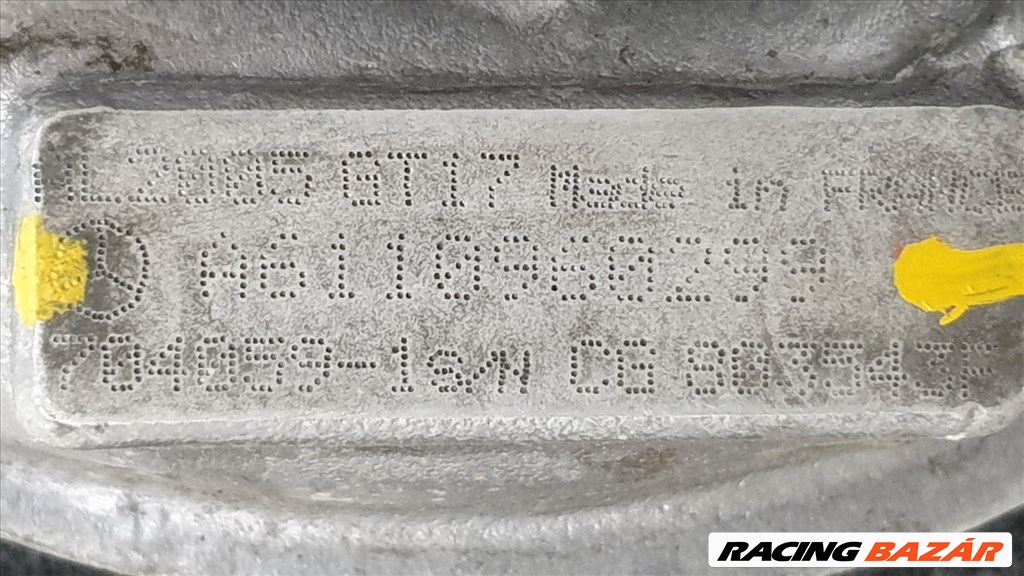 GT17 Made in FRANCE
A6110960299
704059-1 S/N CB
RACING BAZÁR